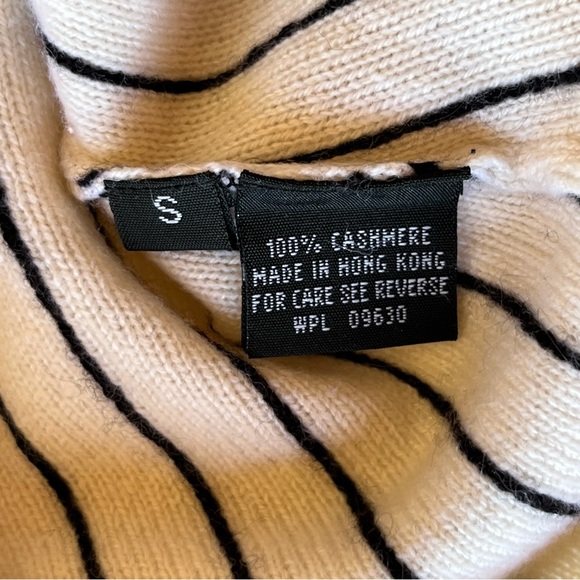 S
100% CASHMERE
MADE IN HONG KONG
FOR CARE SEE REVERSE
WPL 09630